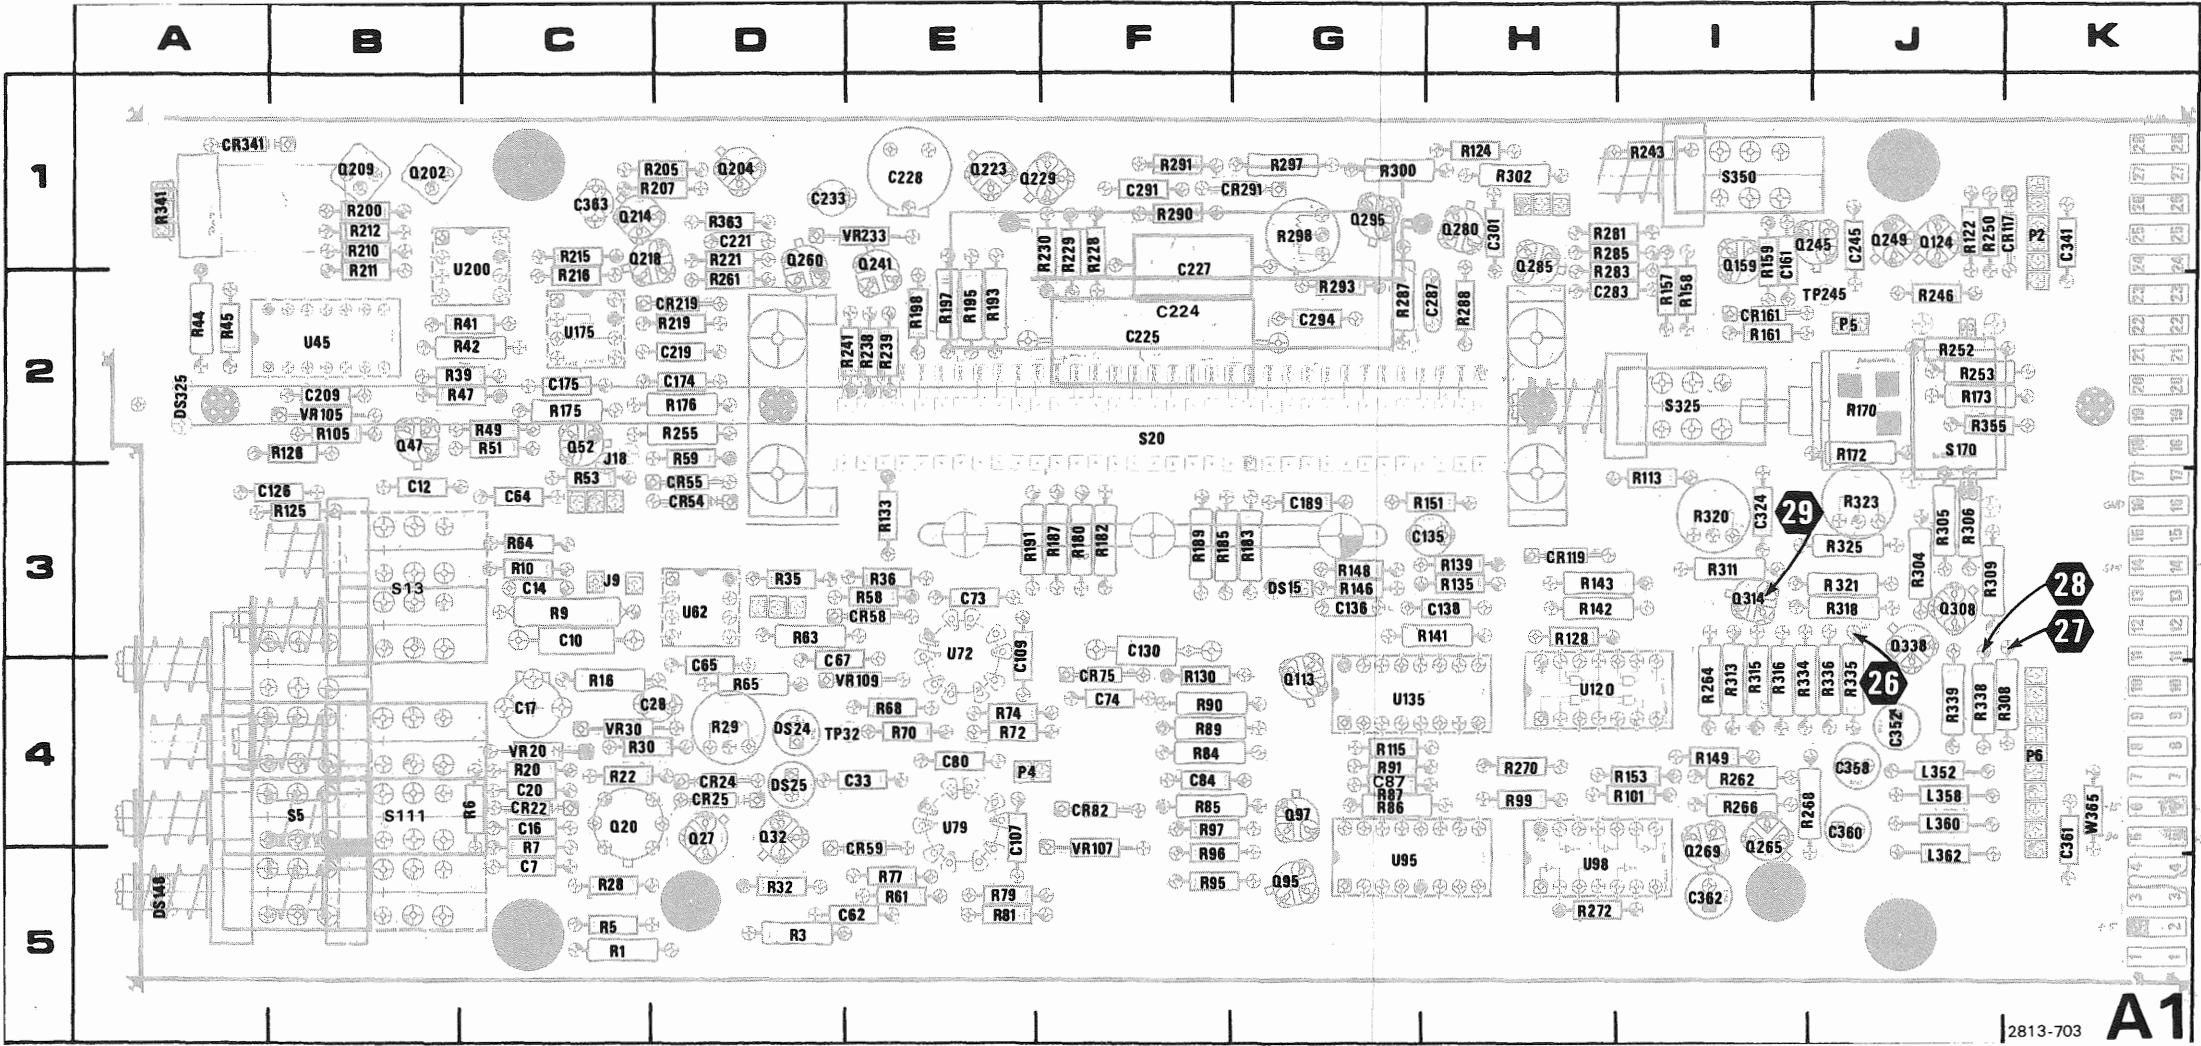 A B C D E F G H I J K
1
CR341 Q209 Q202 R205 Q204 C228 Q223 Q229 R291 R297 R300 R124 R302 R243 S350
R341 R207 C233 C291 CR291
C363 Q214 R363 R290 Q295
R200
R212 C221 VR233 R298 Q280 C301 R281 Q245 C245 Q249 Q124 R122 R250 CR117 P2 C341
R210 U200 R215 Q218 R221 Q260 Q241 R230 R229 R228 C227 Q285 R285 Q159 R159 C161
R211 R216 R261 R283
2
R44 R45 U45 R41 U175 CR219 R198 R197 R195 R193 C224 R293 R287 C287 R288 C283 R157 R158 TP245 R246
R42 R219 R241 R238 R239 C225 C294 CR161 P5
R161
C219 R252
R39 C175 C174 R253
DS325 C209 R47 R175 R176 S325 R170 R173
VR105
R105 Q47 R49 Q52 R255 S20 R355
R126 R51 J18 R59 R172 S170
3
C126 C12 C64 R53 CR55 R133 C189 R151 R113 C324 R323
R125 CR54 R320 29 R305 R306
R64 R191 R187 R180 R182 R189 R185 R183 C135 CR119 R325 R304 R309
R10 J9 U62 R35 R36 R148 R139 R311
S13 C14 R58 C73 DS15 R146 R135 R143 R321 28
R9 CR58 C136 C138 R142 Q314 R318 Q308
C10 R63 U72 C109 C130 R141 R128 Q338 27
4
C65 C67 CR75 R130 Q113 U135 U120 R264 R313 R315 R316 R334 R336 R335 26 R339 R338 R308
R16 R65 VR109
C17 C28 R29 DS24 R68 R74 C74 R90
VR30 TP32 R70 R72 R89 C352
VR20 R30 R84 R115 R149 P6
R20 R22 CR24 DS25 C33 C80 P4 C84 R91 R270 R153 R262 C358 L352
C20 CR25 C87
S5 S111 R6 CR22 CR82 R85 R87 R99 R101 R266 R268 L358
R86
C16 Q20 Q27 Q32 U79 C107 R97 Q97 C360 L360 W365
R7 CR59 VR107 R96 U95 U98 Q269 Q265 L362 C361
5
C7
DS148 R28 R32 R77 R79 R95 Q95 C362
R61
R5 C62 R81 R272
R1 R3
2813-703 A1